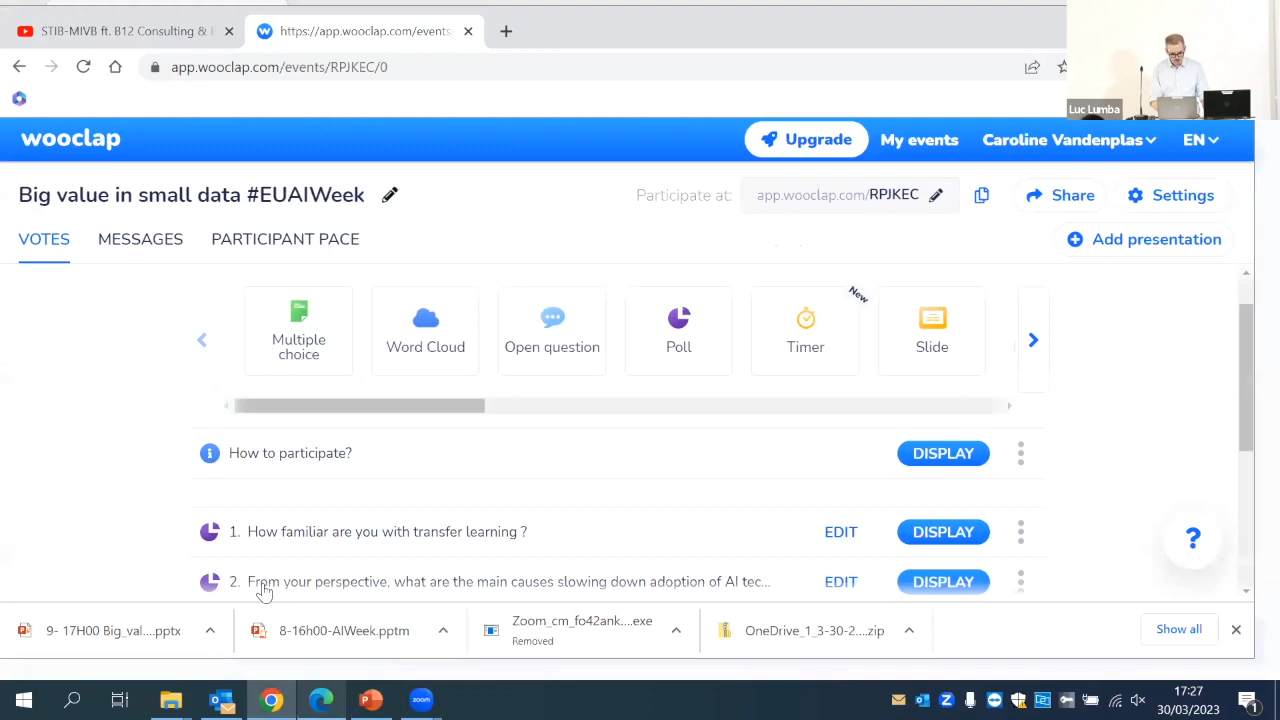 STIB-MIVB ft. B12 Consulting &
https://app.wooclap.com/events
app.wooclap.com/events/RPJKEC/0
Luc Lumba
wooclap
Upgrade
My events
Caroline Vandenplas
EN
Big value in small data #EUAIWeek
Participate at:
app.wooclap.com/RPJKEC
Share
Settings
VOTES
MESSAGES
PARTICIPANT PACE
Add presentation
New
Multiple
choice
Word Cloud
Open question
Poll
Timer
Slide
How to participate?
DISPLAY
1. How familiar are you with transfer learning ?
EDIT
DISPLAY
2. From your perspective, what are the main causes slowing down adoption of AI tec...
EDIT
DISPLAY
?
9- 17H00 Big_val....pptx
8-16h00-AIWeek.pptm
Zoom_cm_fo42ank....exe
Removed
OneDrive_1_3-30-2....zip
Show all
zoom
17:27
30/03/2023
1